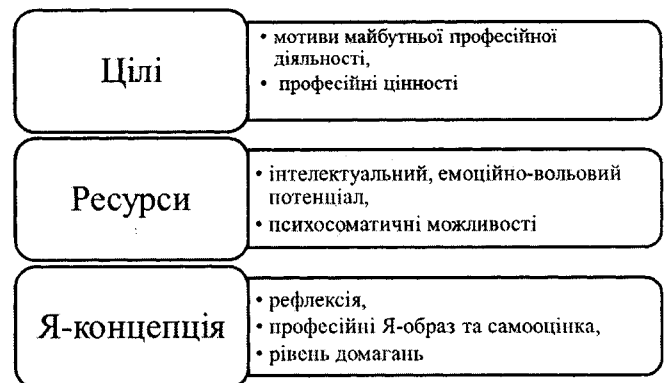 Цілі
• мотиви майбутньої професійної
діяльності,
• професійні цінності
Ресурси
• інтелектуальний, емоційно-вольовий
потенціал,
• психосоматичні можливості
Я-концепція
• рефлексія,
• професійні Я-образ та самооцінка,
• рівень домагань